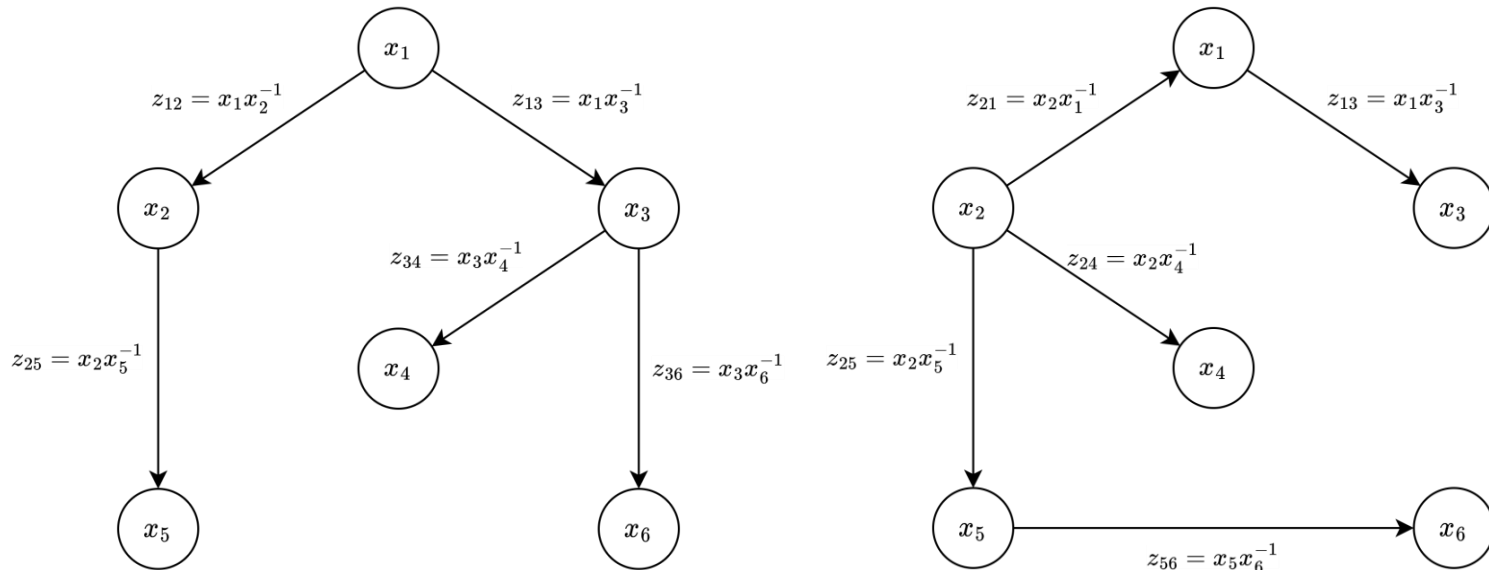 x_1
z_{12} = x_1 x_2^{-1}
z_{13} = x_1 x_3^{-1}
x_2
x_3
z_{34} = x_3 x_4^{-1}
z_{25} = x_2 x_5^{-1}
x_4
z_{36} = x_3 x_6^{-1}
x_5
x_6
x_1
z_{21} = x_2 x_1^{-1}
z_{13} = x_1 x_3^{-1}
x_2
x_3
z_{24} = x_2 x_4^{-1}
z_{25} = x_2 x_5^{-1}
x_4
x_5
x_6
z_{56} = x_5 x_6^{-1}